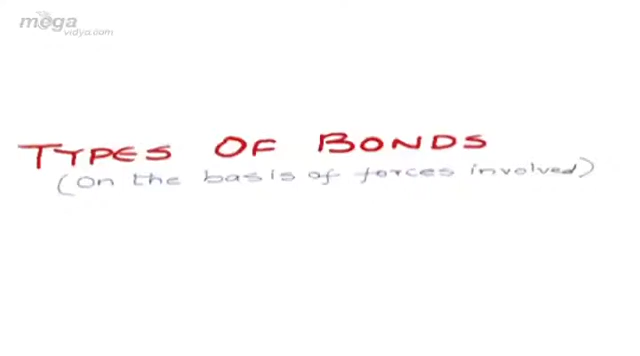 mega
vidya.com
TYPES OF BONDS
(On the basis of forces involved)